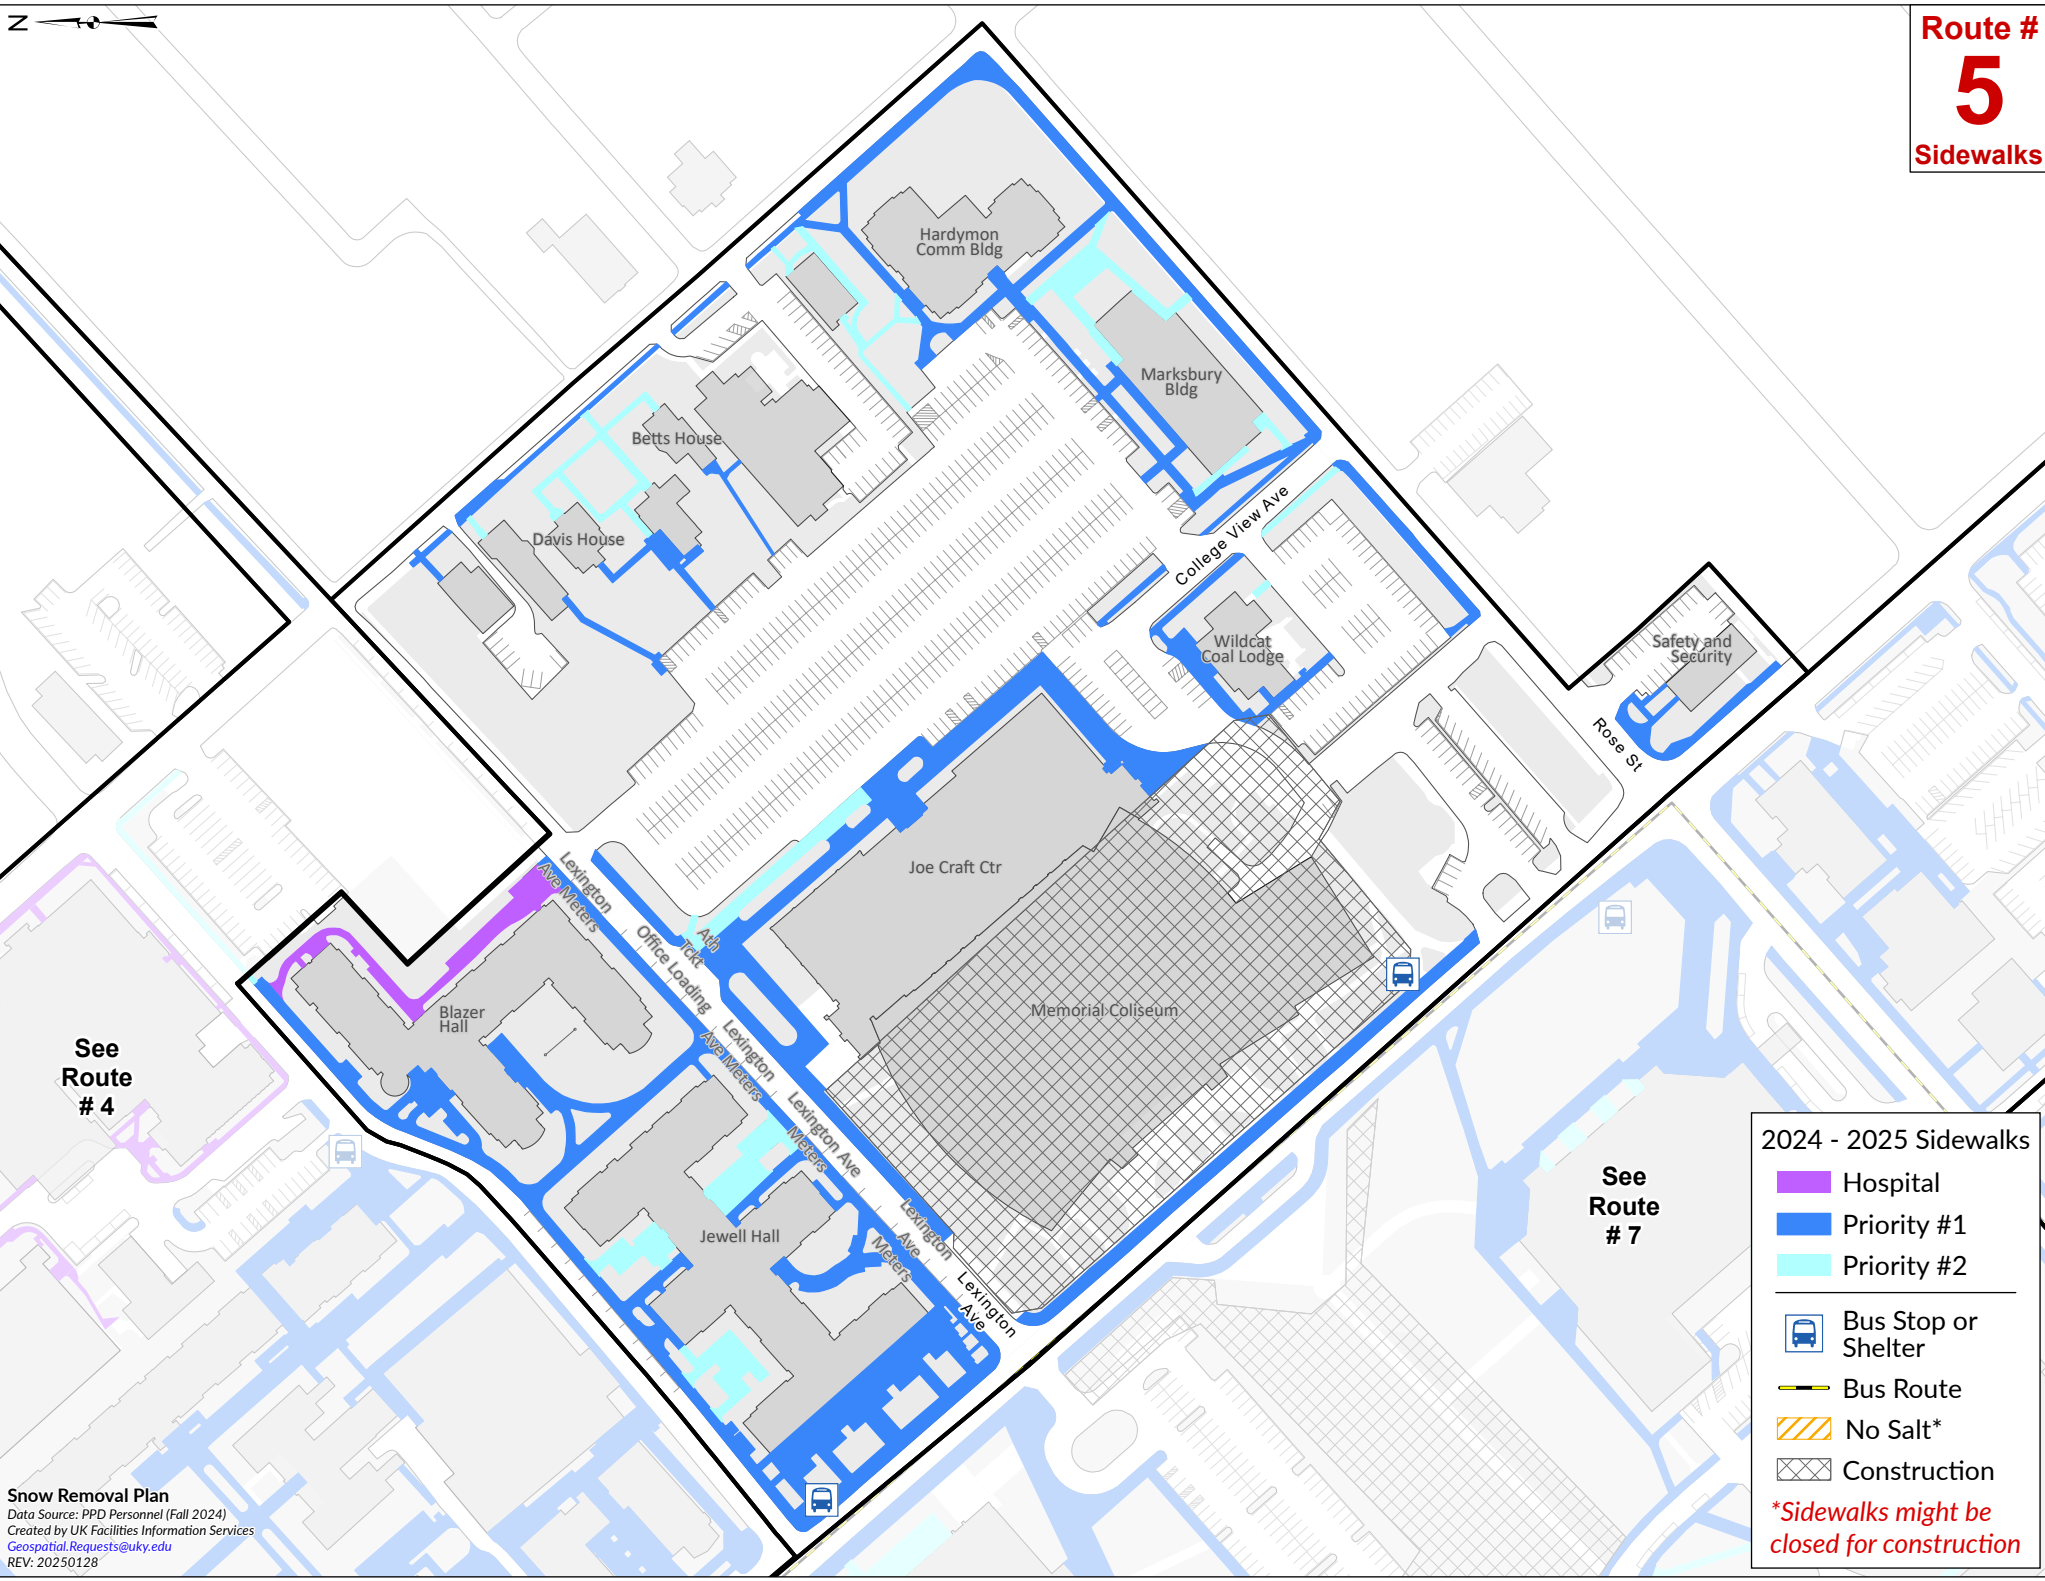 N
Route #
5
Sidewalks
Hardymon
Comm Bldg
Marksbury
Bldg
Betts House
Davis House
College View Ave
Wildcat
Coal Lodge
Safety and
Security
Rose St
Lexington
Ave Meters
Ath
Tckt
Office Loading
Joe Craft Ctr
Memorial Coliseum
Blazer
Hall
Lexington
Ave Meters
Lexington Ave
Meters
Jewell Hall
Lexington
Ave
Meters
Lexington
Ave
See
Route
# 4
See
Route
# 7
2024 - 2025 Sidewalks
Hospital
Priority #1
Priority #2
Bus Stop or
Shelter
Bus Route
No Salt*
Construction
*Sidewalks might be
closed for construction
Snow Removal Plan
Data Source: PPD Personnel (Fall 2024)
Created by UK Facilities Information Services
Geospatial.Requests@uky.edu
REV: 20250128